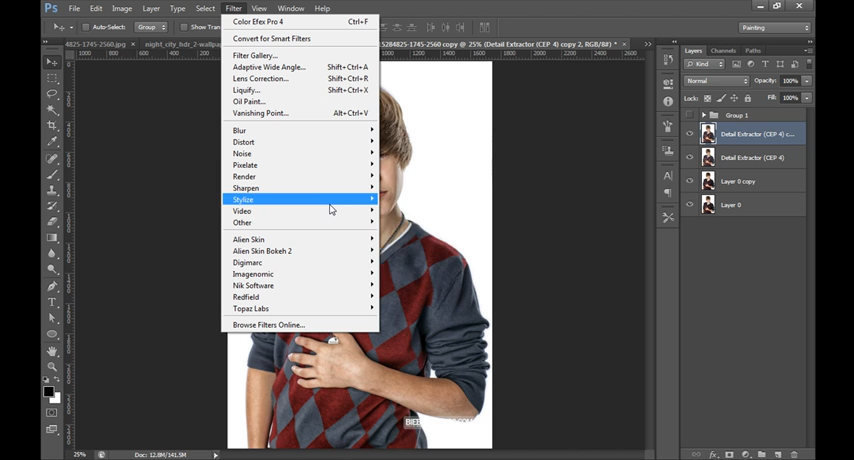 Ps File Edit Image Layer Type Select Filter View Window Help
Auto-Select: Group Show Tran
Painting
4825-1745-2560.jpg × night_city_hdr_2-wallpap
15284825-1745-2560 copy @ 25% (Detail Extractor (CEP 4) copy 2, RGB/8#) * ×
Color Efex Pro 4 Ctrl+F
Convert for Smart Filters
Filter Gallery...
Adaptive Wide Angle... Shift+Ctrl+A
Lens Correction... Shift+Ctrl+R
Liquify... Shift+Ctrl+X
Oil Paint...
Vanishing Point... Alt+Ctrl+V
Blur
Distort
Noise
Pixelate
Render
Sharpen
Stylize
Video
Other
Alien Skin
Alien Skin Bokeh 2
Digimarc
Imagenomic
Nik Software
Redfield
Topaz Labs
Browse Filters Online...
Layers Channels Paths
Kind
Normal Opacity: 100%
Lock: Fill: 100%
Group 1
Detail Extractor (CEP 4) c...
Detail Extractor (CEP 4)
Layer 0 copy
Layer 0
BIEB
25% Doc: 12.8M/141.5M